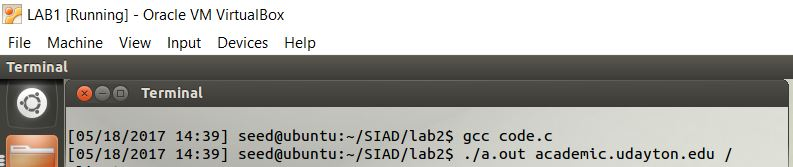 LAB1 [Running] - Oracle VM VirtualBox
File Machine View Input Devices Help
Terminal
Terminal
[05/18/2017 14:39] seed@ubuntu:~/SIAD/lab2$ gcc code.c
[05/18/2017 14:39] seed@ubuntu:~/SIAD/lab2$ ./a.out academic.udayton.edu /